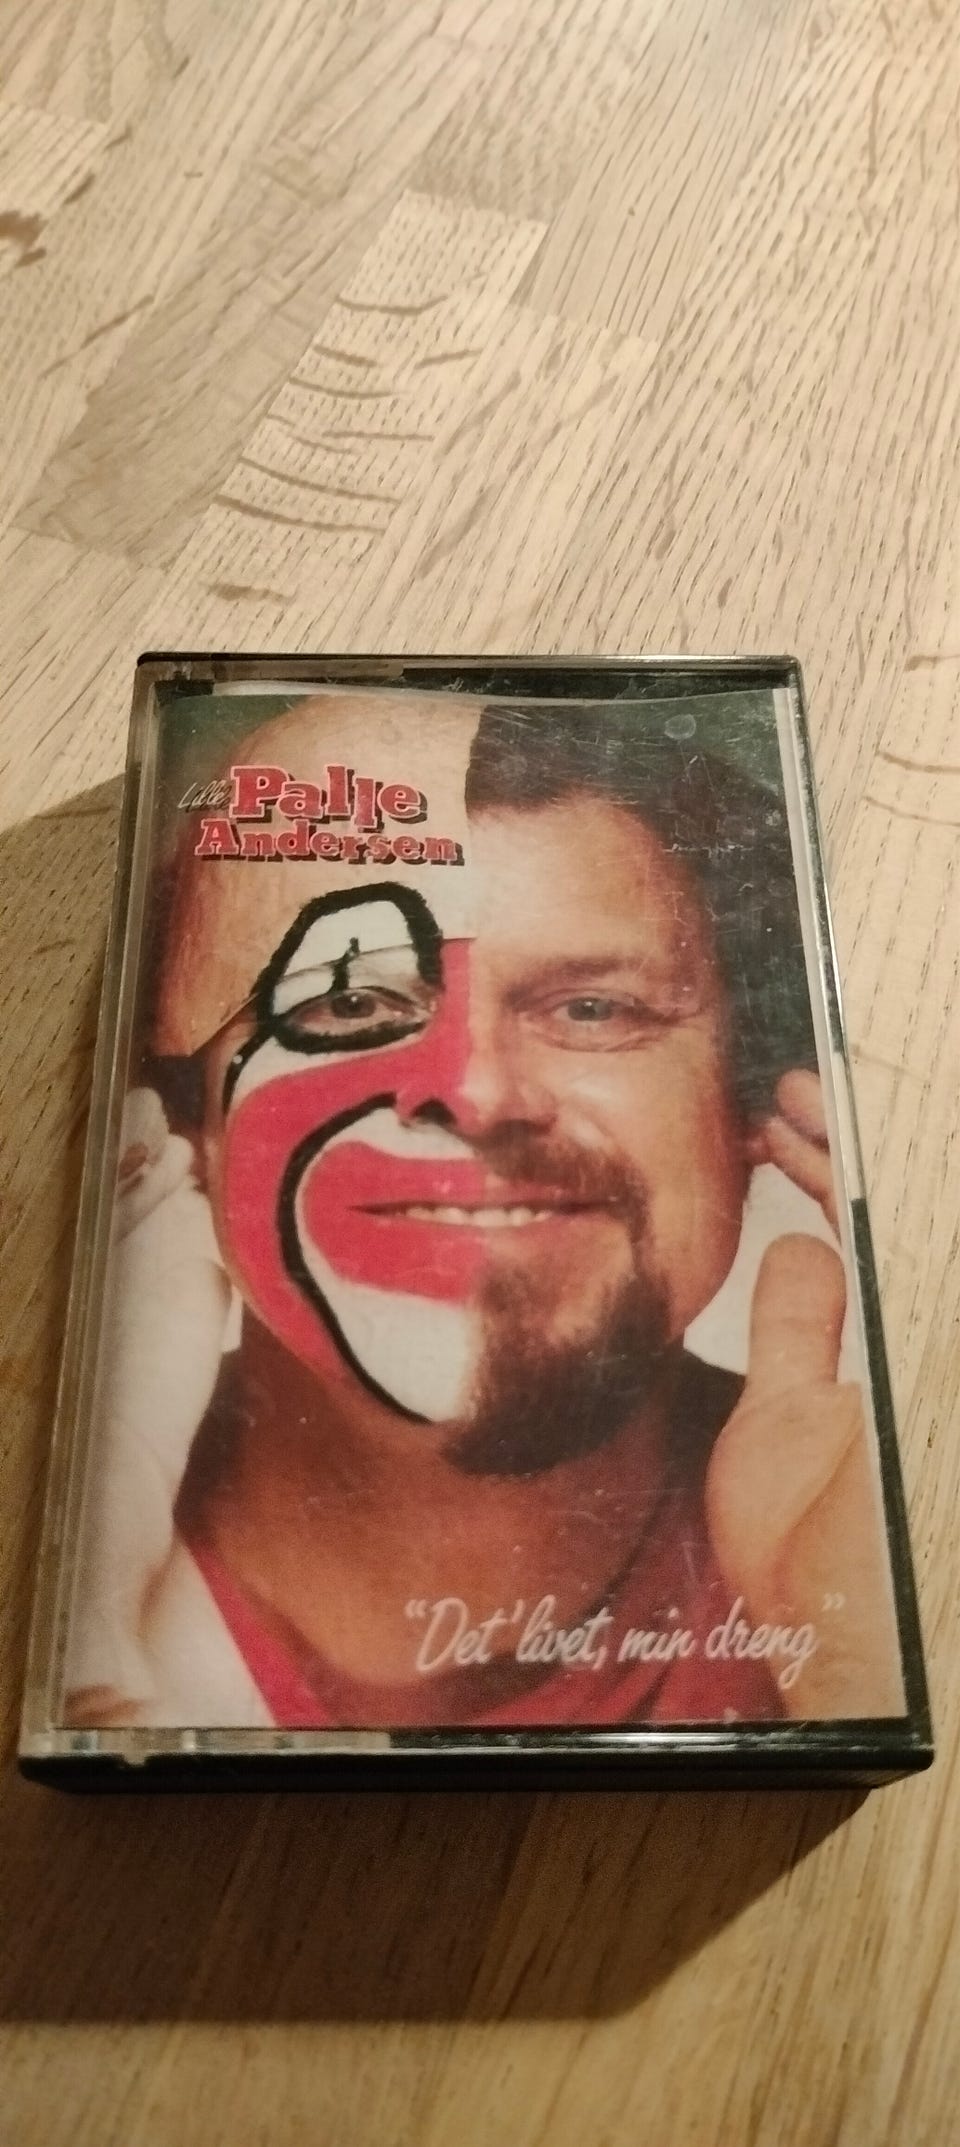 Lille
Palle
Andersen
"Det' livet, min dreng"